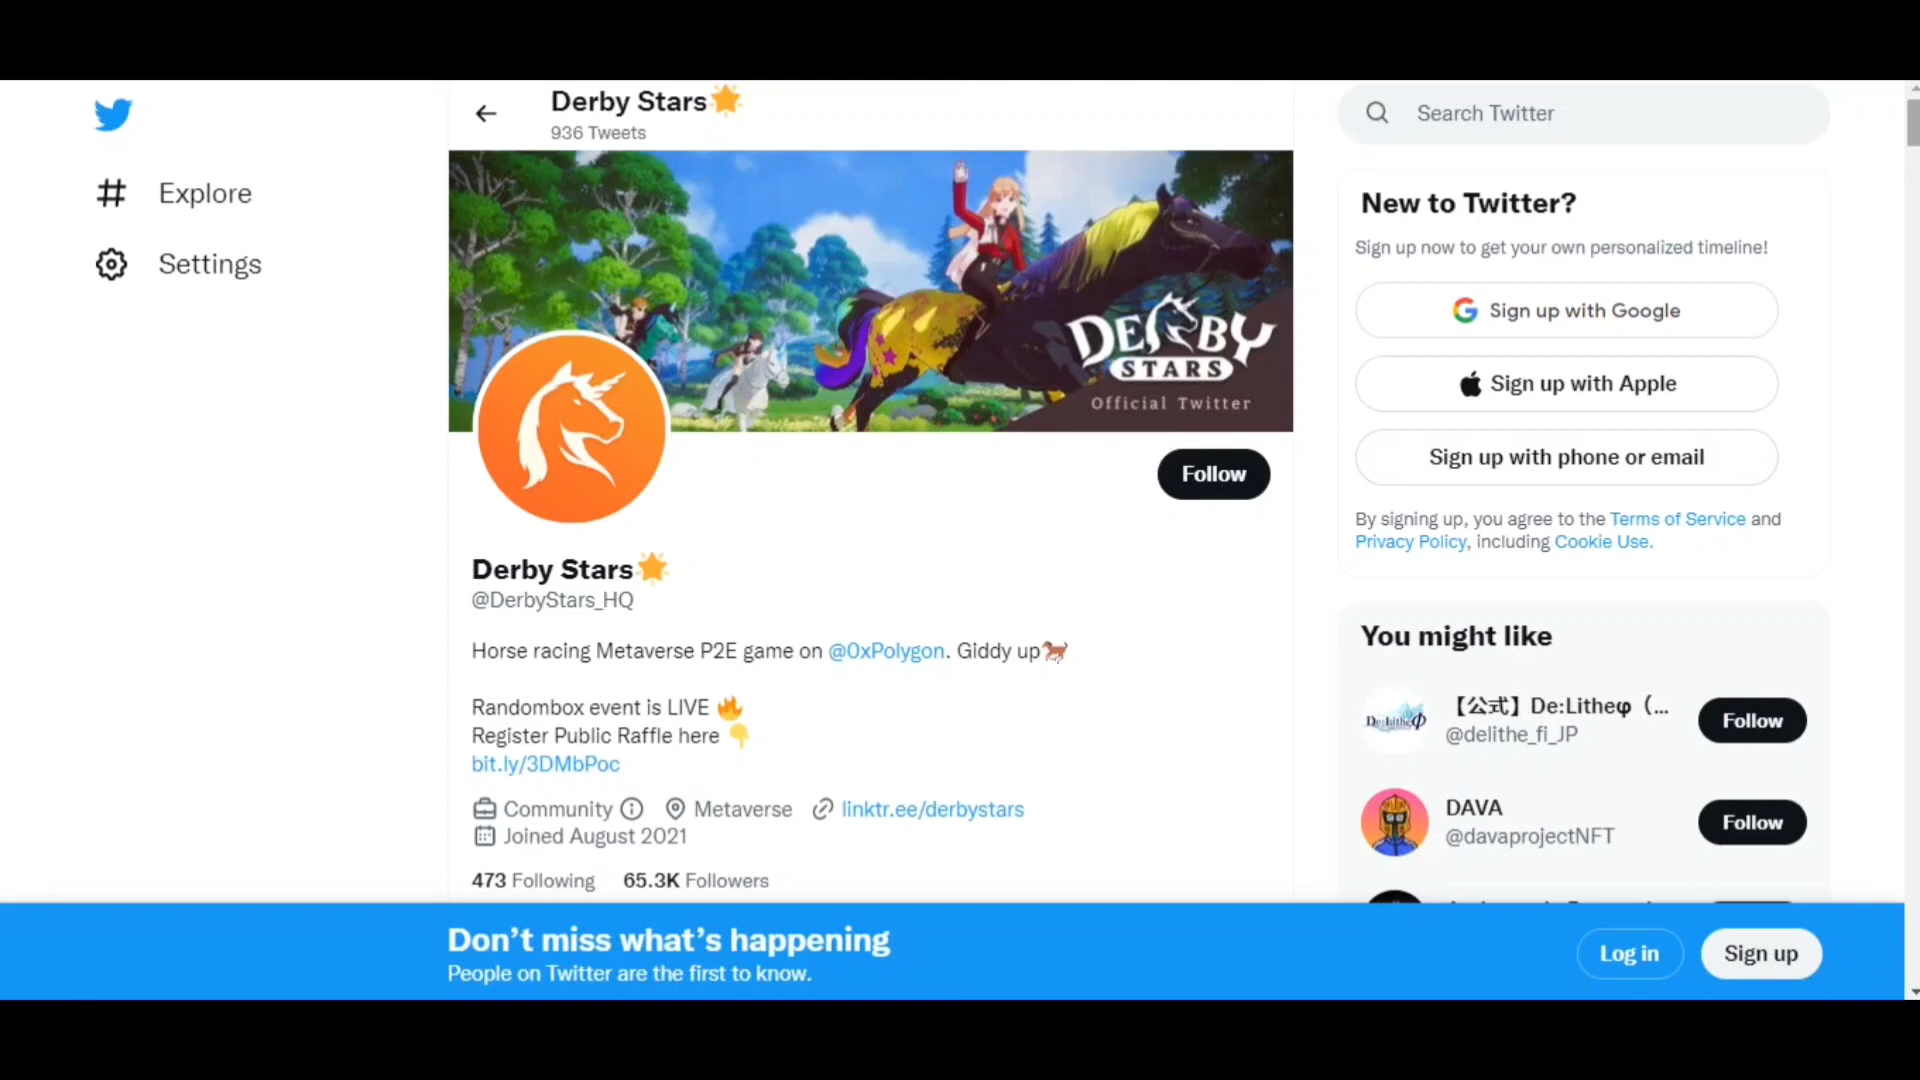 Explore
Settings
Derby Stars🌟
936 Tweets
DERBY
STARS
Official Twitter
Follow
Derby Stars🌟
@DerbyStars_HQ
Horse racing Metaverse P2E game on @0xPolygon. Giddy up🐎
Randombox event is LIVE 🔥
Register Public Raffle here 👇
bit.ly/3DMbPoc
Community Metaverse linktr.ee/derbystars
Joined August 2021
473 Following 65.3K Followers
Search Twitter
New to Twitter?
Sign up now to get your own personalized timeline!
Sign up with Google
Sign up with Apple
Sign up with phone or email
By signing up, you agree to the Terms of Service and
Privacy Policy, including Cookie Use.
You might like
【公式】De:Litheφ（...
@delithe_fi_JP
Follow
De:Litheφ
DAVA
@davaprojectNFT
Follow
Don’t miss what’s happening
People on Twitter are the first to know.
Log in
Sign up